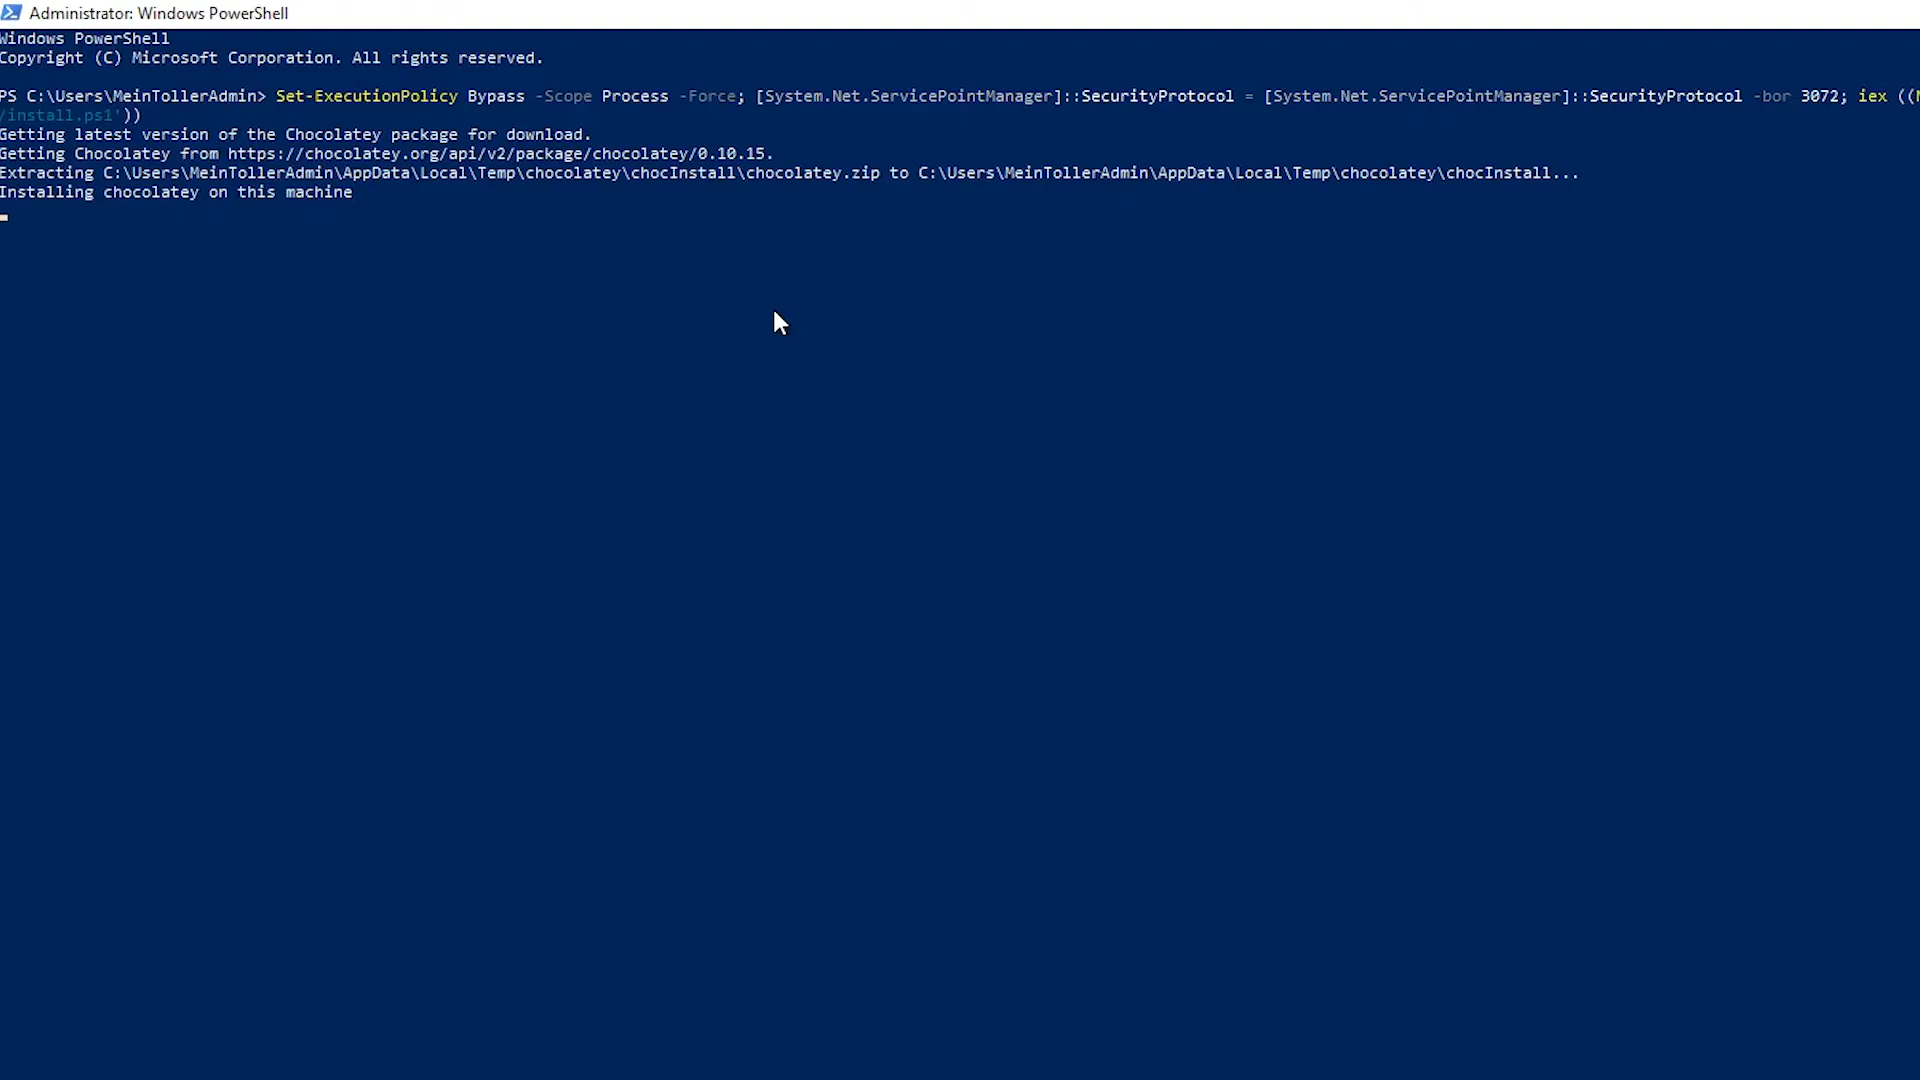 Administrator: Windows PowerShell
Windows PowerShell
Copyright (C) Microsoft Corporation. All rights reserved.
PS C:\Users\MeinTollerAdmin> Set-ExecutionPolicy Bypass -Scope Process -Force; [System.Net.ServicePointManager]::SecurityProtocol = [System.Net.ServicePointManager]::SecurityProtocol -bor 3072; iex ((
/install.ps1'))
Getting latest version of the Chocolatey package for download.
Getting Chocolatey from https://chocolatey.org/api/v2/package/chocolatey/0.10.15.
Extracting C:\Users\MeinTollerAdmin\AppData\Local\Temp\chocolatey\chocInstall\chocolatey.zip to C:\Users\MeinTollerAdmin\AppData\Local\Temp\chocolatey\chocInstall...
Installing chocolatey on this machine